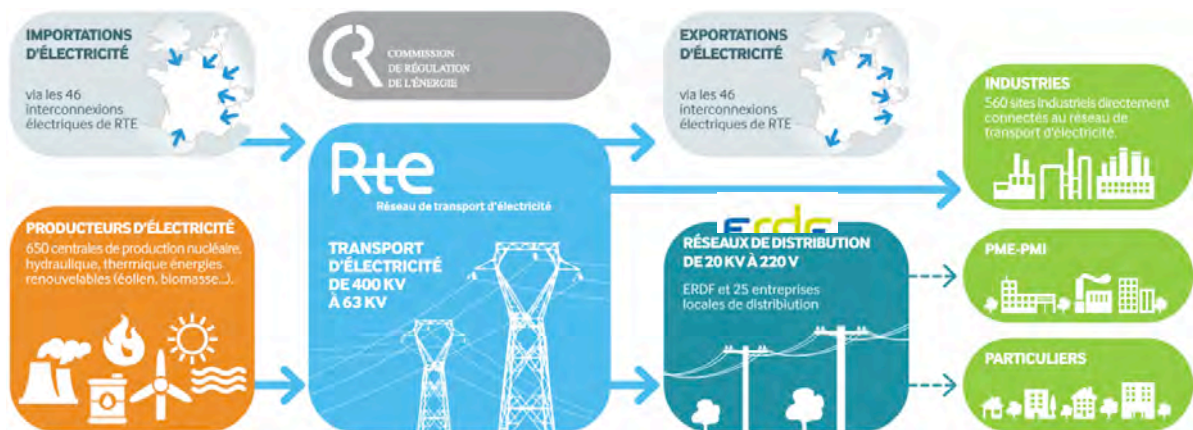 IMPORTATIONS
D'ÉLECTRICITÉ
via les 46
interconnexions
électriques de RTE
CR
COMMISSION
DE RÉGULATION
DE L'ÉNERGIE
EXPORTATIONS
D'ÉLECTRICITÉ
via les 46
interconnexions
électriques de RTE
INDUSTRIES
560 sites industriels directement
connectés au réseau de
transport d'électricité.
Rte
Réseau de transport d'électricité
TRANSPORT
D'ÉLECTRICITÉ
DE 400 KV
À 63 KV
PRODUCTEURS D'ÉLECTRICITÉ
650 centrales de production nucléaire,
hydraulique, thermique énergies
renouvelables (éolien, biomasse...).
RÉSEAUX DE DISTRIBUTION
DE 20 KV À 220 V
ERDF et 25 entreprises
locales de distribiution
PME-PMI
PARTICULIERS